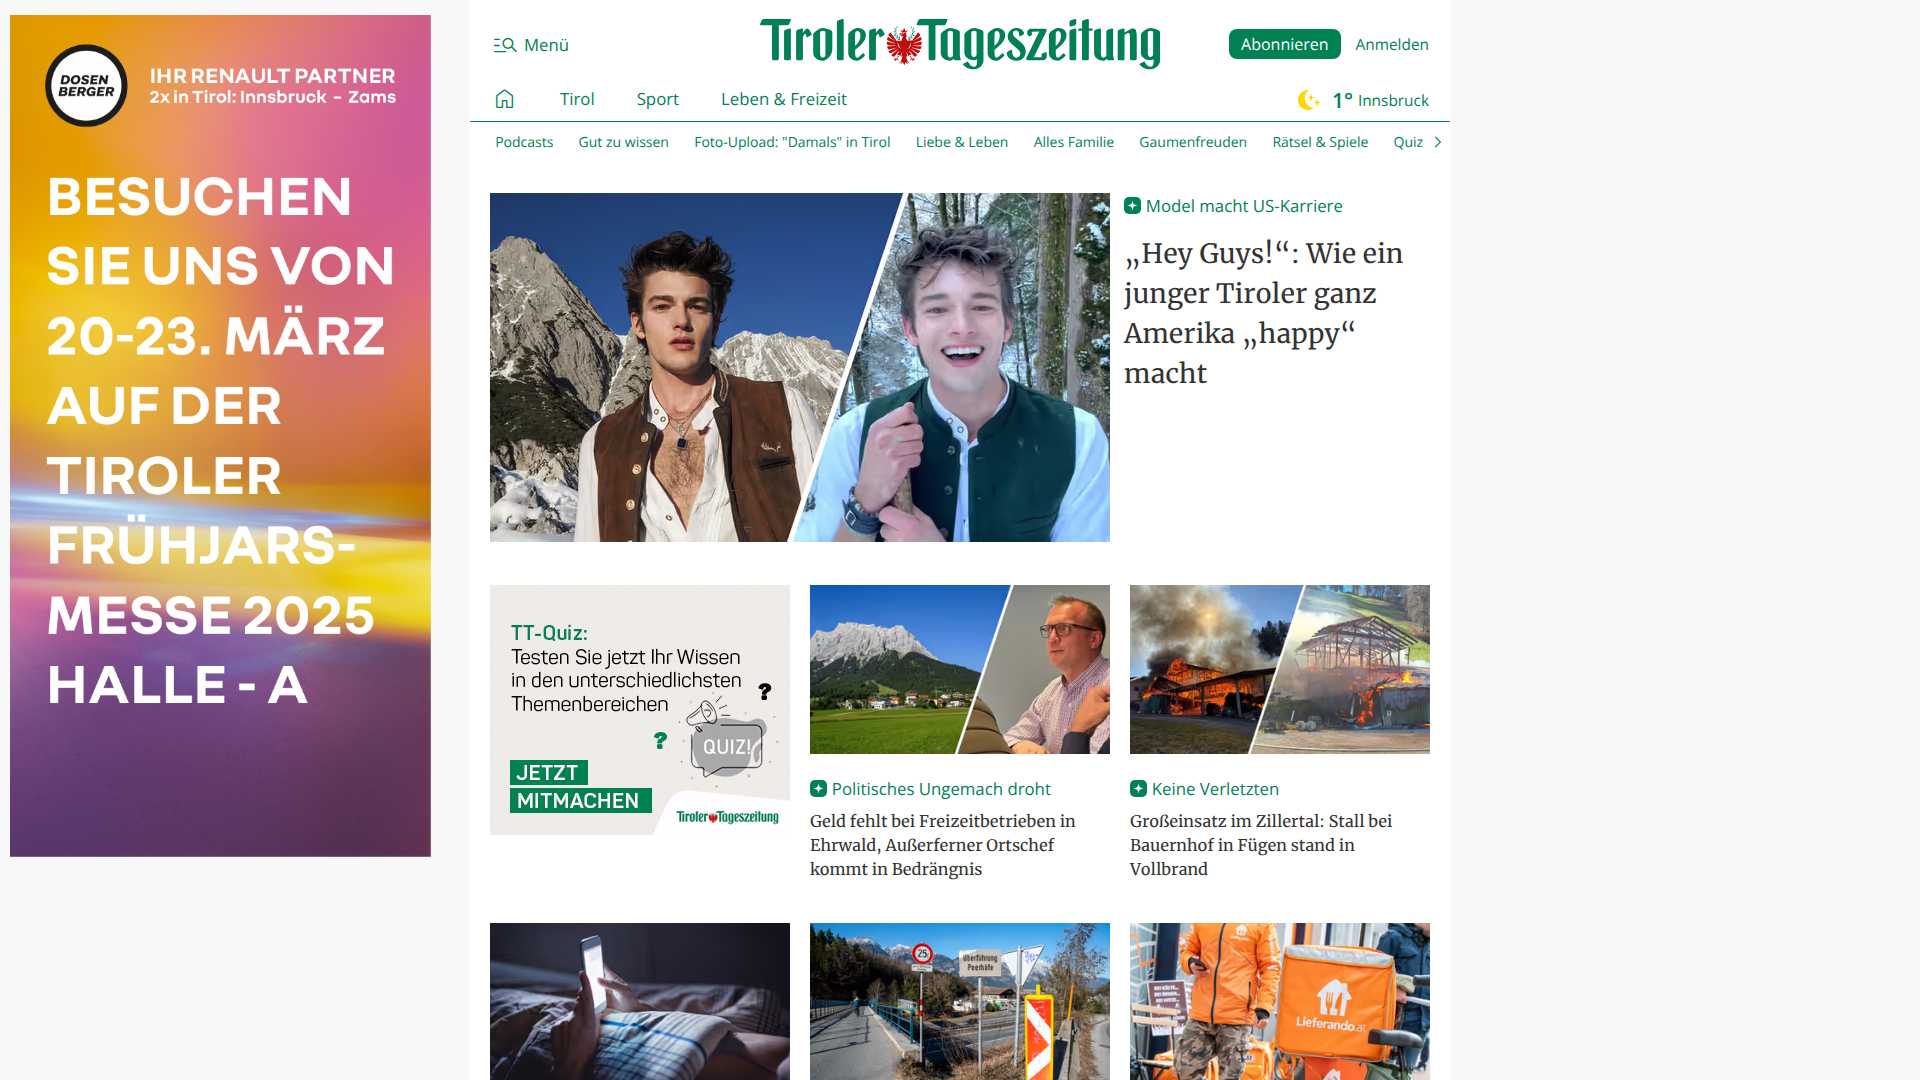 DOSEN
BERGER
IHR RENAULT PARTNER
2x in Tirol: Innsbruck - Zams
BESUCHEN
SIE UNS VON
20-23. MÄRZ
AUF DER
TIROLER
FRÜHJARS-
MESSE 2025
HALLE - A
Menü
Tiroler Tageszeitung
Abonnieren
Anmelden
Tirol
Sport
Leben & Freizeit
1° Innsbruck
Podcasts
Gut zu wissen
Foto-Upload: "Damals" in Tirol
Liebe & Leben
Alles Familie
Gaumenfreuden
Rätsel & Spiele
Quiz
Model macht US-Karriere
„Hey Guys!“: Wie ein
junger Tiroler ganz
Amerika „happy“
macht
TT-Quiz:
Testen Sie jetzt Ihr Wissen
in den unterschiedlichsten
Themenbereichen
?
?
QUIZ!
JETZT
MITMACHEN
Tiroler Tageszeitung
Politisches Ungemach droht
Geld fehlt bei Freizeitbetrieben in
Ehrwald, Außerferner Ortschef
kommt in Bedrängnis
Keine Verletzten
Großeinsatz im Zillertal: Stall bei
Bauernhof in Fügen stand in
Vollbrand
25
Überführung
Peerhöfe
Lieferando.at